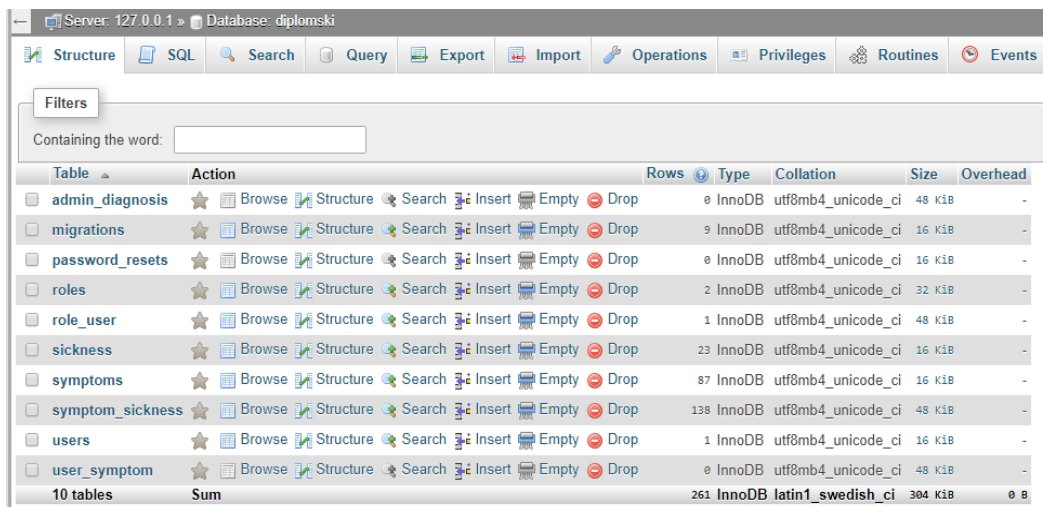 ← Server: 127.0.0.1 » Database: diplomski
Structure SQL Search Query Export Import Operations Privileges Routines Events
Filters
Containing the word:
Table Action Rows Type Collation Size Overhead
admin_diagnosis Browse Structure Search Insert Empty Drop 0 InnoDB utf8mb4_unicode_ci 48 KiB -
migrations Browse Structure Search Insert Empty Drop 9 InnoDB utf8mb4_unicode_ci 16 KiB -
password_resets Browse Structure Search Insert Empty Drop 0 InnoDB utf8mb4_unicode_ci 16 KiB -
roles Browse Structure Search Insert Empty Drop 2 InnoDB utf8mb4_unicode_ci 32 KiB -
role_user Browse Structure Search Insert Empty Drop 1 InnoDB utf8mb4_unicode_ci 48 KiB -
sickness Browse Structure Search Insert Empty Drop 23 InnoDB utf8mb4_unicode_ci 16 KiB -
symptoms Browse Structure Search Insert Empty Drop 87 InnoDB utf8mb4_unicode_ci 16 KiB -
symptom_sickness Browse Structure Search Insert Empty Drop 138 InnoDB utf8mb4_unicode_ci 48 KiB -
users Browse Structure Search Insert Empty Drop 1 InnoDB utf8mb4_unicode_ci 16 KiB -
user_symptom Browse Structure Search Insert Empty Drop 0 InnoDB utf8mb4_unicode_ci 48 KiB -
10 tables Sum 261 InnoDB latin1_swedish_ci 304 KiB 0 B